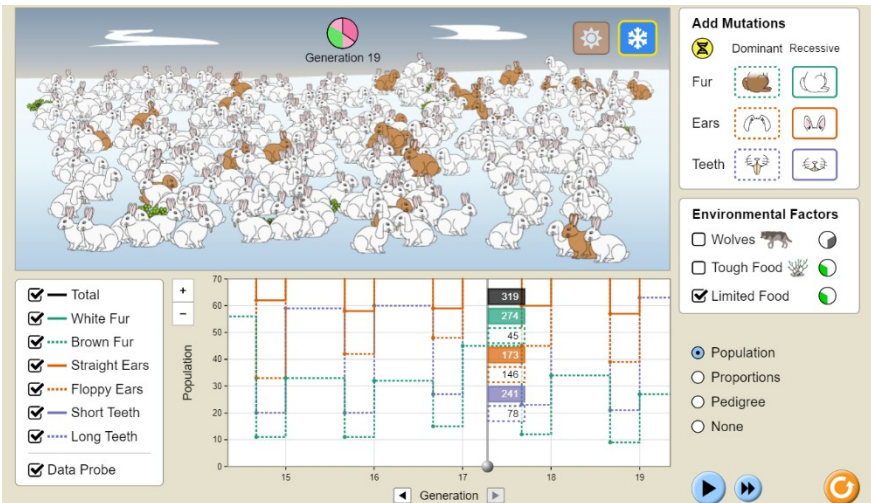 Generation 19
Add Mutations
Dominant Recessive
Fur
Ears
Teeth
Environmental Factors
Wolves
Tough Food
Limited Food
Total
White Fur
Brown Fur
Straight Ears
Floppy Ears
Short Teeth
Long Teeth
Data Probe
+
−
Population
70
60
50
40
30
20
10
0
319
274
45
173
146
241
78
15 16 17 18 19
Generation
Population
Proportions
Pedigree
None